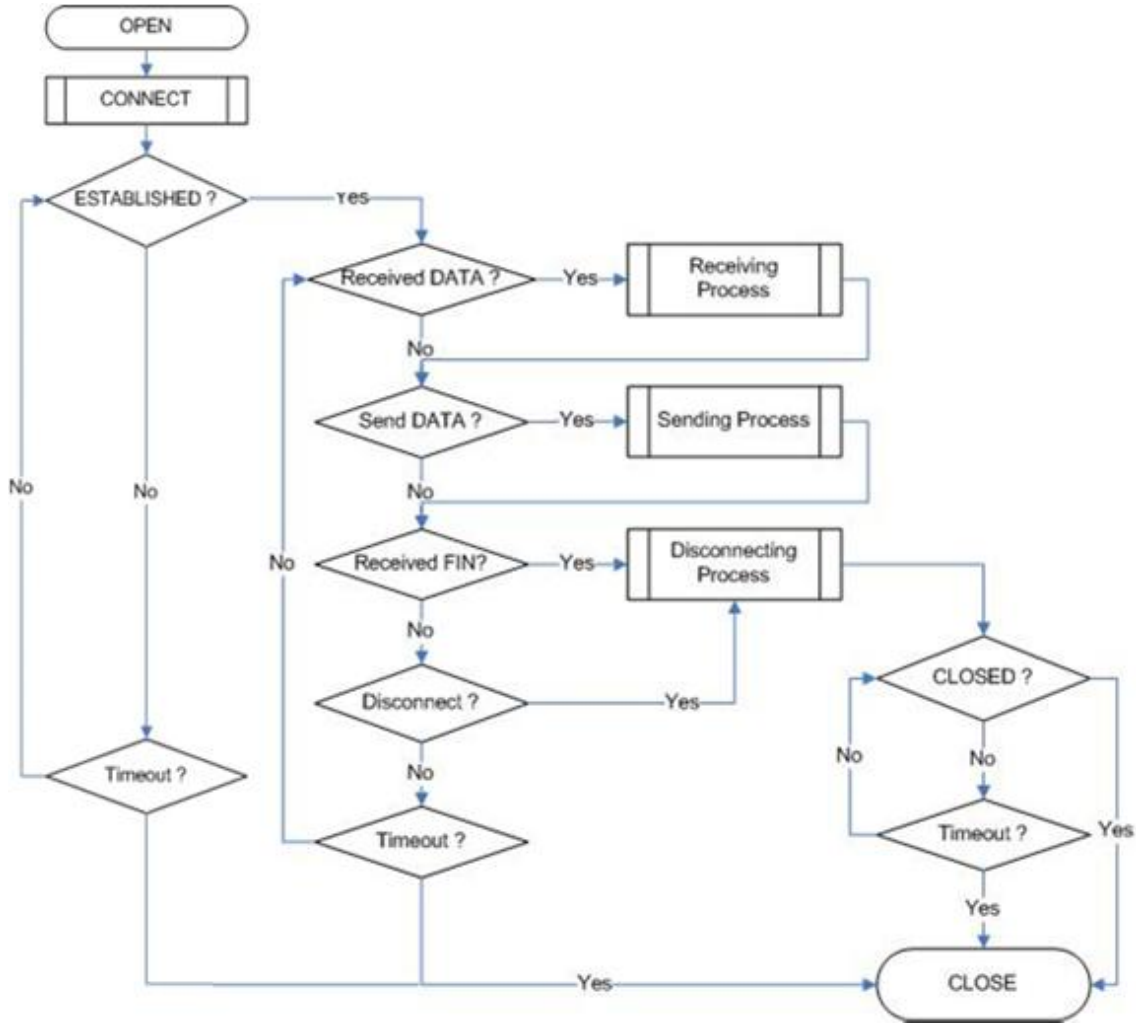 OPEN
CONNECT
ESTABLISHED ?
Yes
Received DATA ?
Yes
Receiving
Process
No
Send DATA ?
Yes
Sending Process
No
No
No
Received FIN?
Yes
Disconnecting
Process
No
No
Disconnect ?
Yes
CLOSED ?
No
No
No
Timeout ?
Timeout ?
Timeout ?
Yes
Yes
Yes
CLOSE